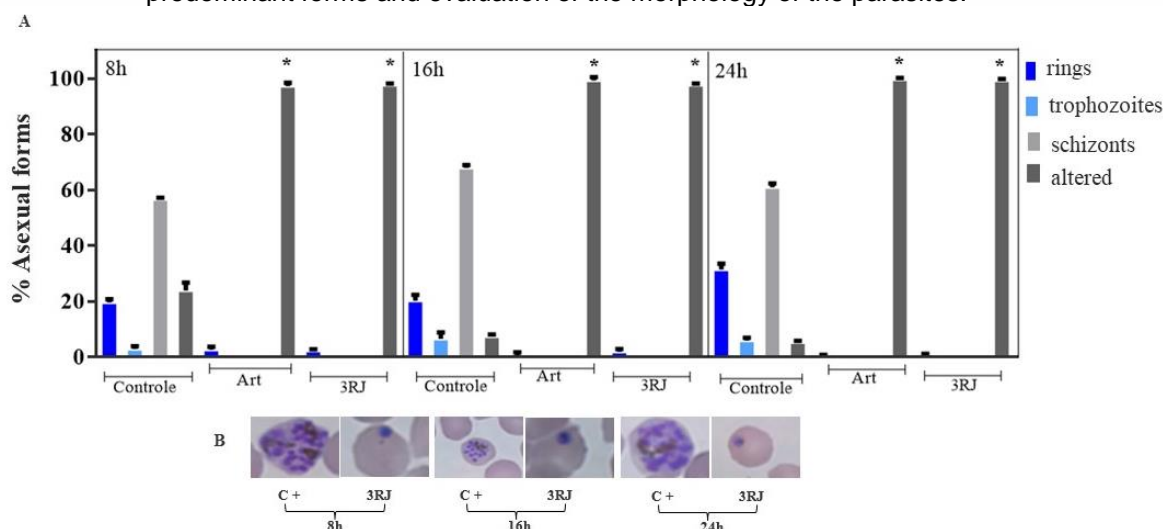 predominant forms and evaluation of the morphology of the parasites.
A
8h * * 16h * * 24h * *
100
80
60
40
20
0
% Asexual forms
rings
trophozoites
schizonts
altered
Controle Art 3RJ Controle Art 3RJ Controle Art 3RJ
B
C + 3RJ C + 3RJ C + 3RJ
8h 16h 24h